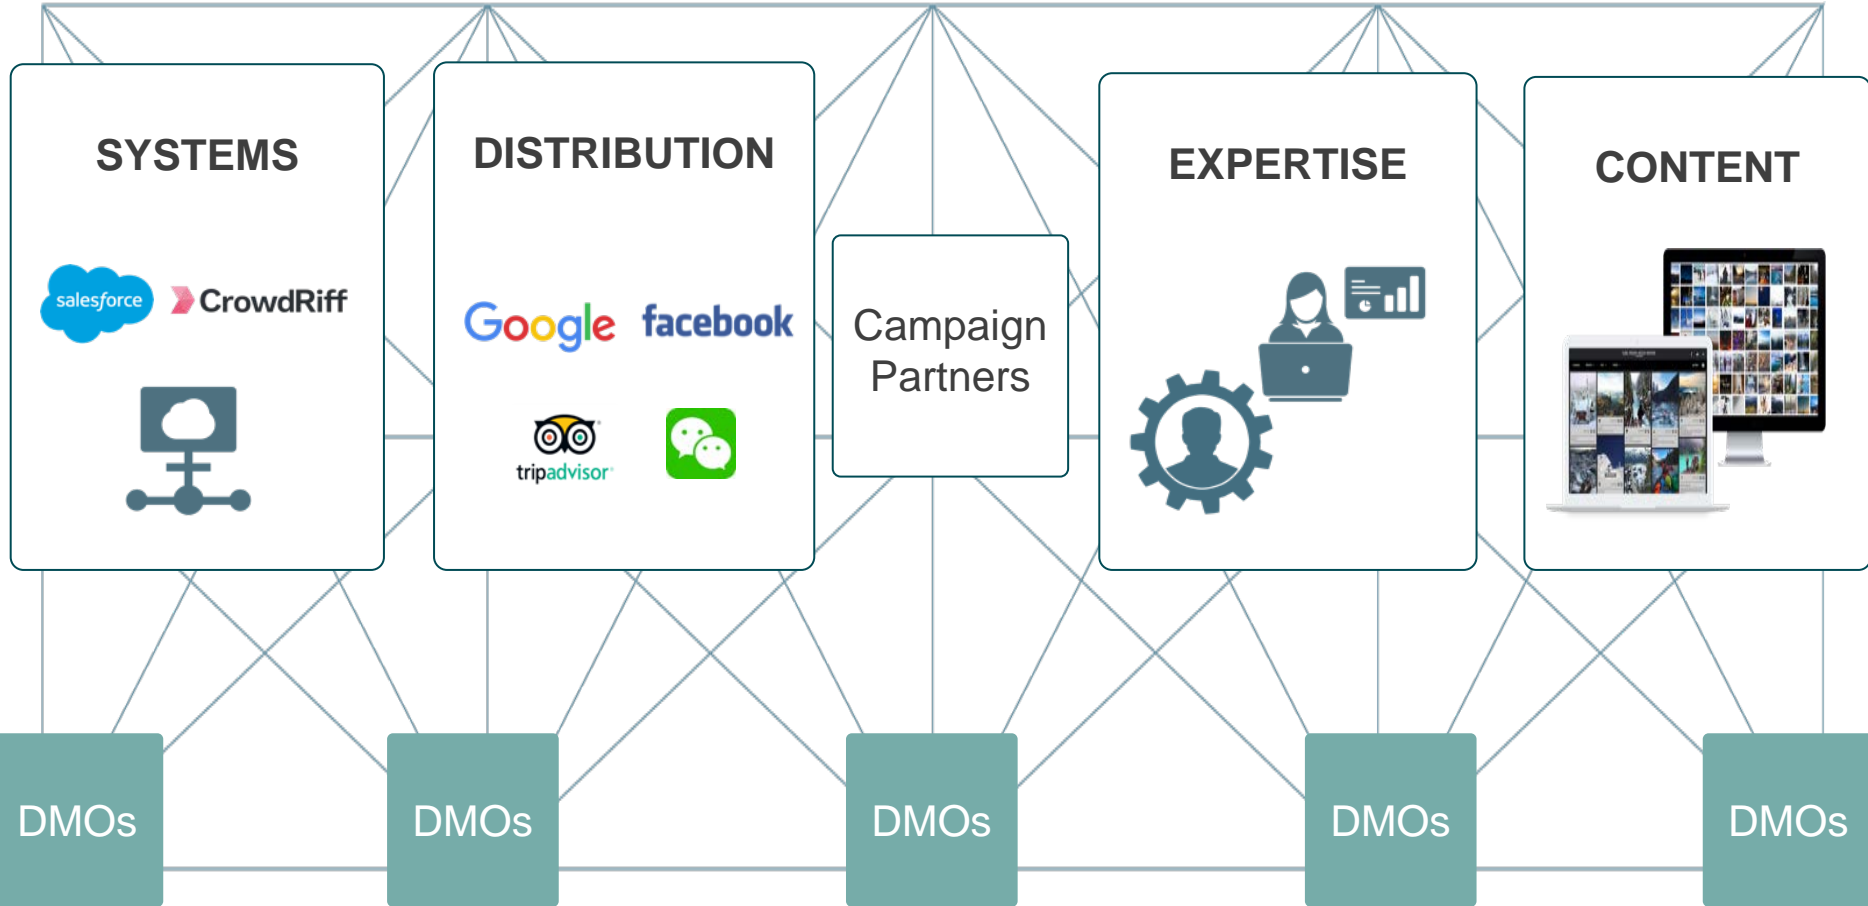 SYSTEMS
salesforce
CrowdRiff
DISTRIBUTION
Google
facebook
tripadvisor
Campaign
Partners
EXPERTISE
CONTENT
DMOs
DMOs
DMOs
DMOs
DMOs